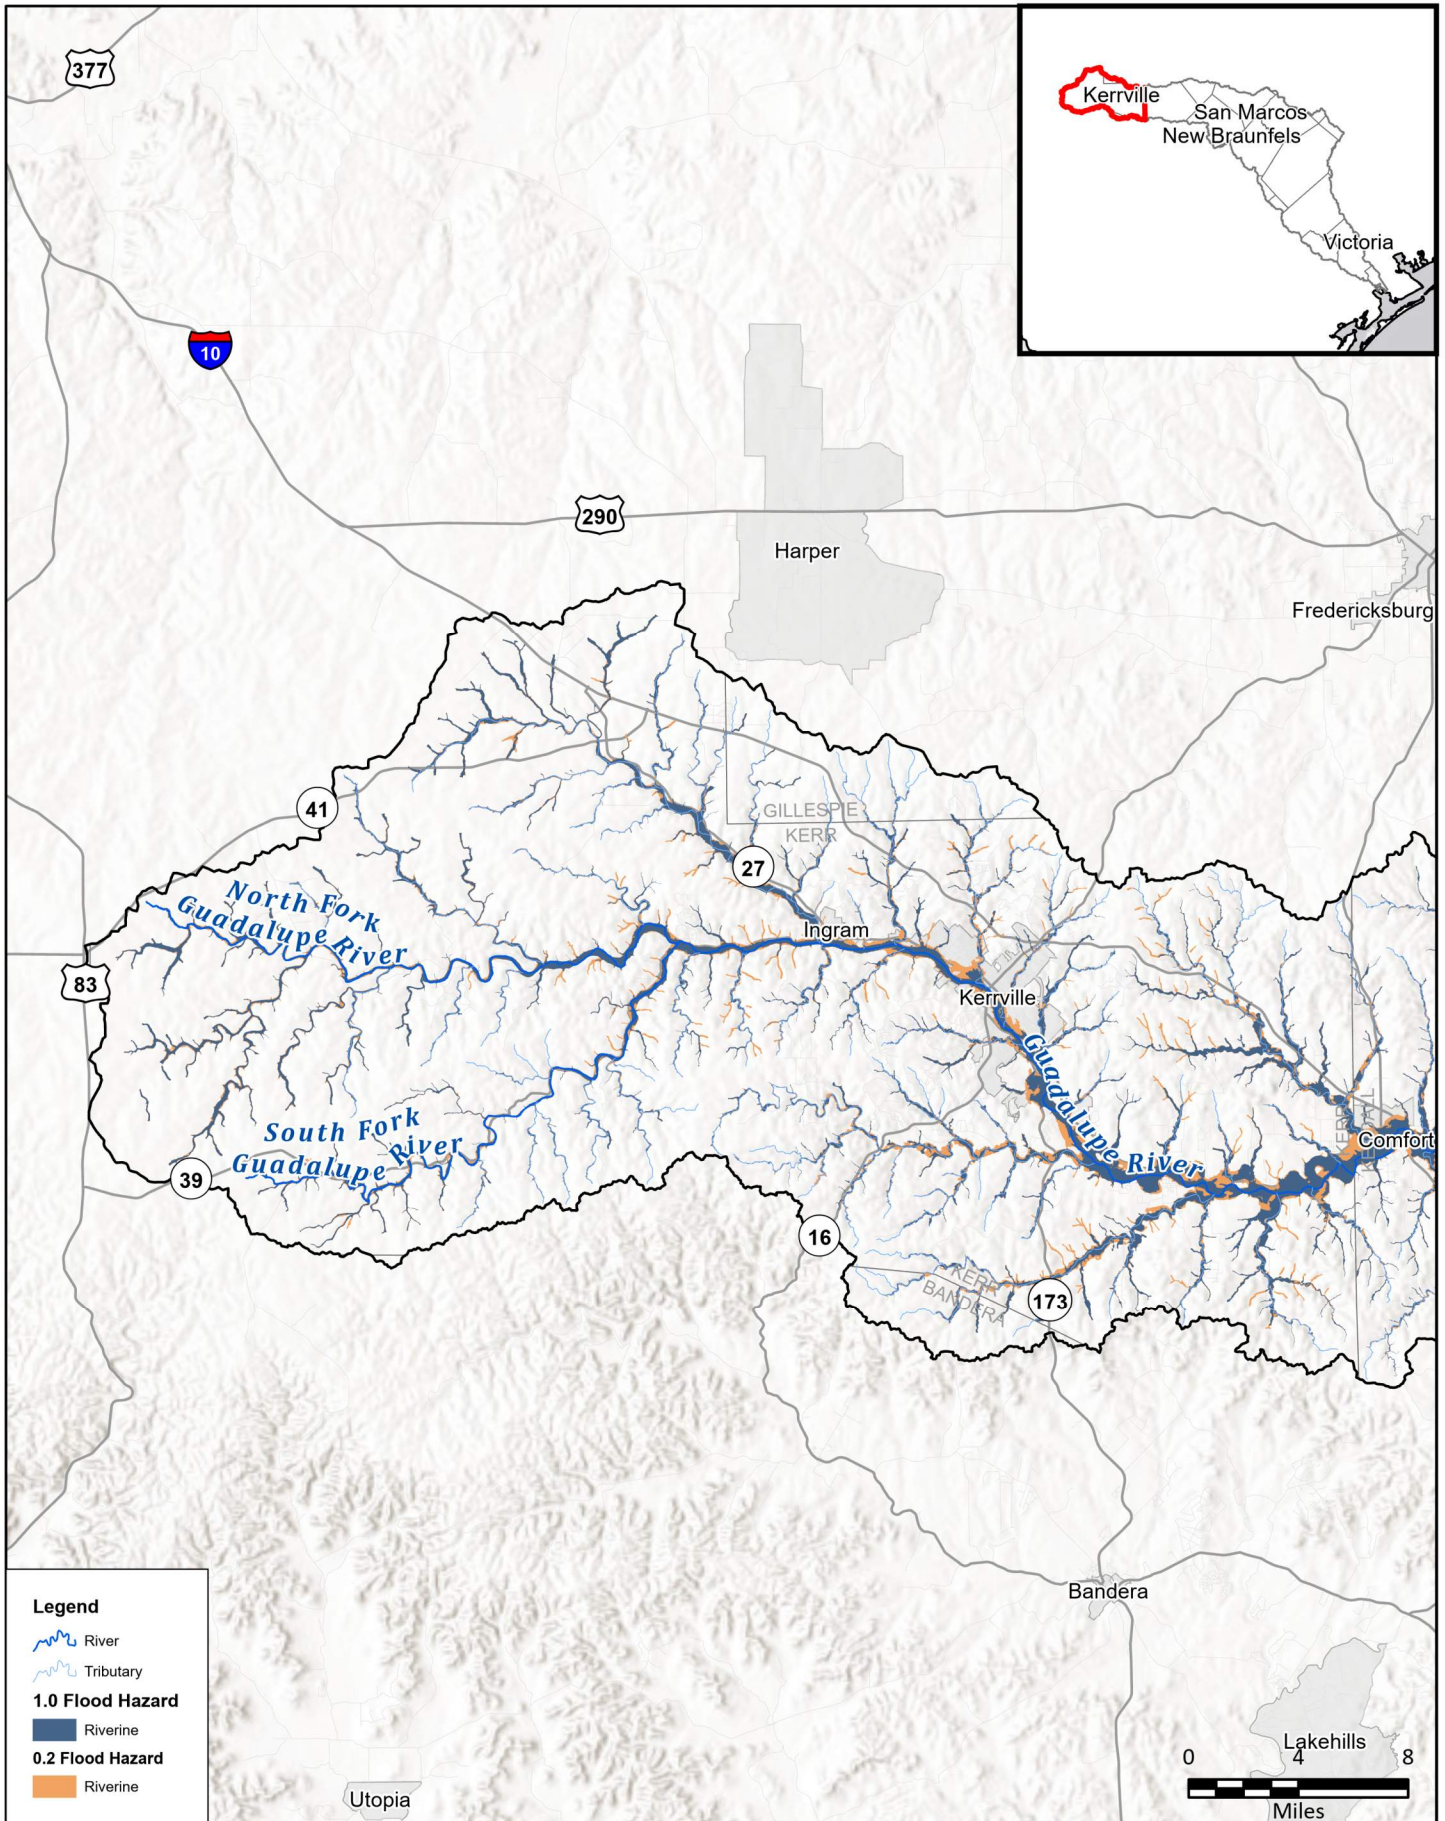 377
Kerrville
San Marcos
New Braunfels
Victoria
10
290
Harper
Fredericksburg
41
GILLESPIE
KERR
27
North Fork
Guadalupe River
Ingram
83
Kerrville
Guadalupe River
South Fork
Guadalupe River
KERR
KENDALL
Comfort
39
16
KERR
BANDERA
173
Bandera
Legend
River
Tributary
1.0 Flood Hazard
Riverine
0.2 Flood Hazard
Riverine
Utopia
Lakehills
0 4 8
Miles